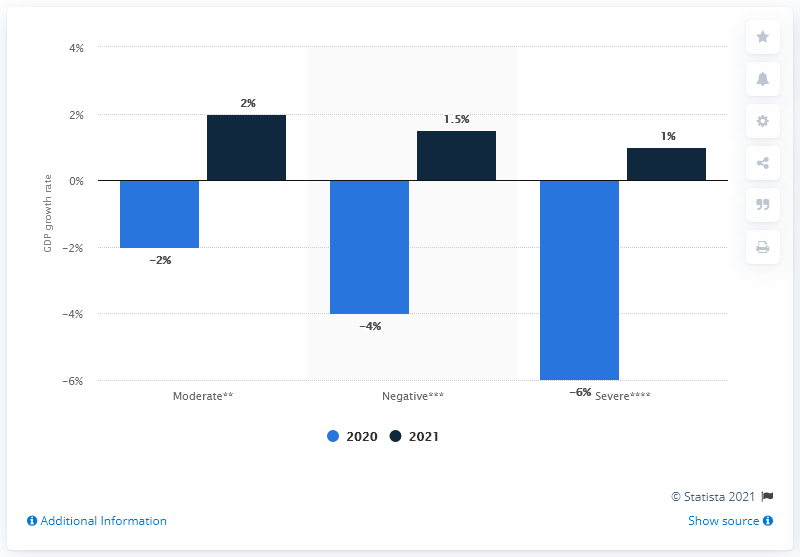 4%
2%
0%
−2%
−4%
−6%
GDP growth rate
2%
1.5%
1%
−2%
−4%
−6%
Moderate**
Negative***
Severe****
2020
2021
© Statista 2021
Additional Information
Show source